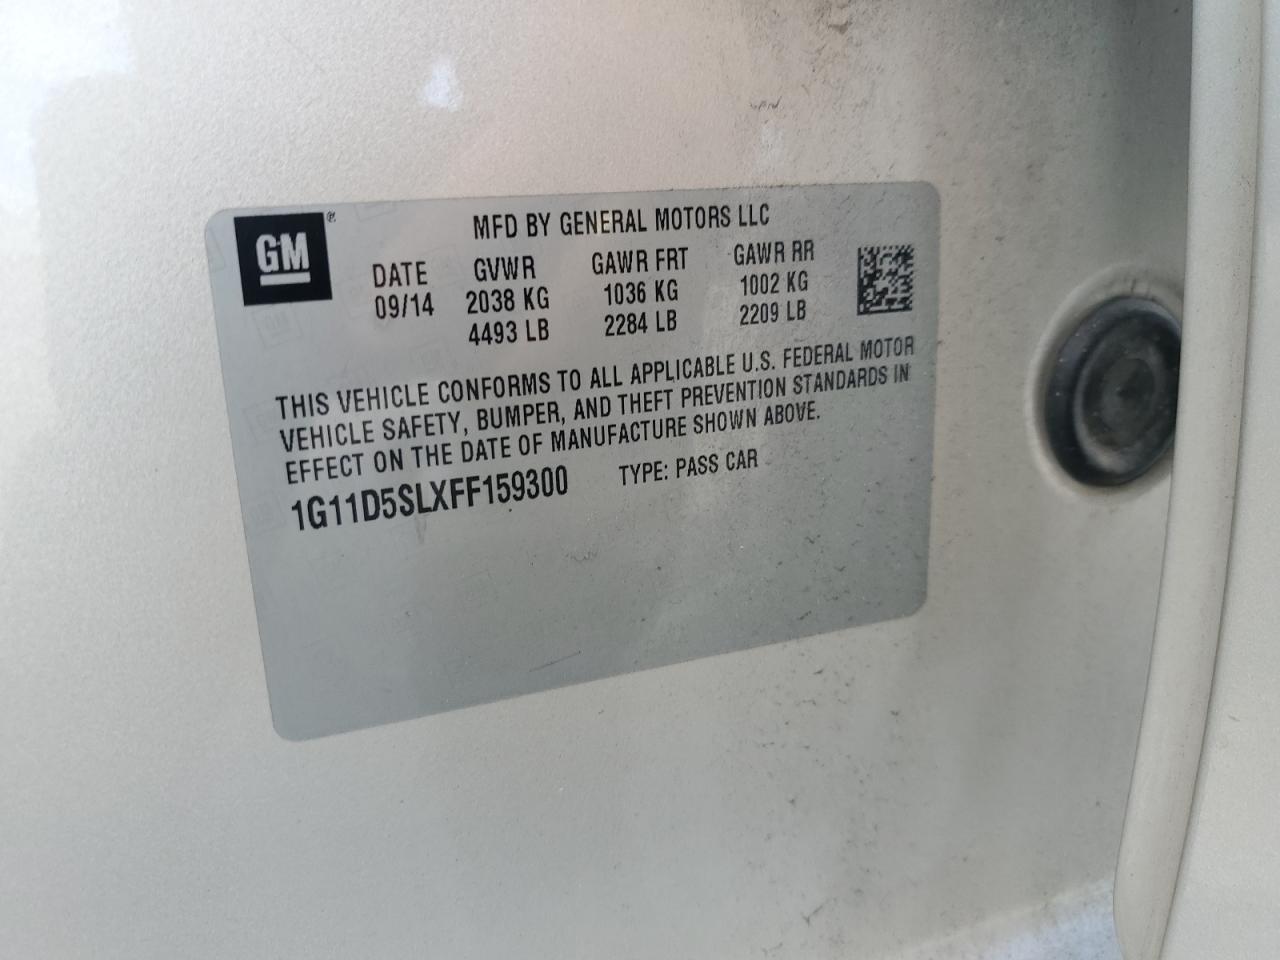 GM ®
MFD BY GENERAL MOTORS LLC
DATE GVWR GAWR FRT GAWR RR
09/14 2038 KG 1036 KG 1002 KG
4493 LB 2284 LB 2209 LB
THIS VEHICLE CONFORMS TO ALL APPLICABLE U.S. FEDERAL MOTOR
VEHICLE SAFETY, BUMPER, AND THEFT PREVENTION STANDARDS IN
EFFECT ON THE DATE OF MANUFACTURE SHOWN ABOVE.
1G11D5SLXFF159300 TYPE: PASS CAR